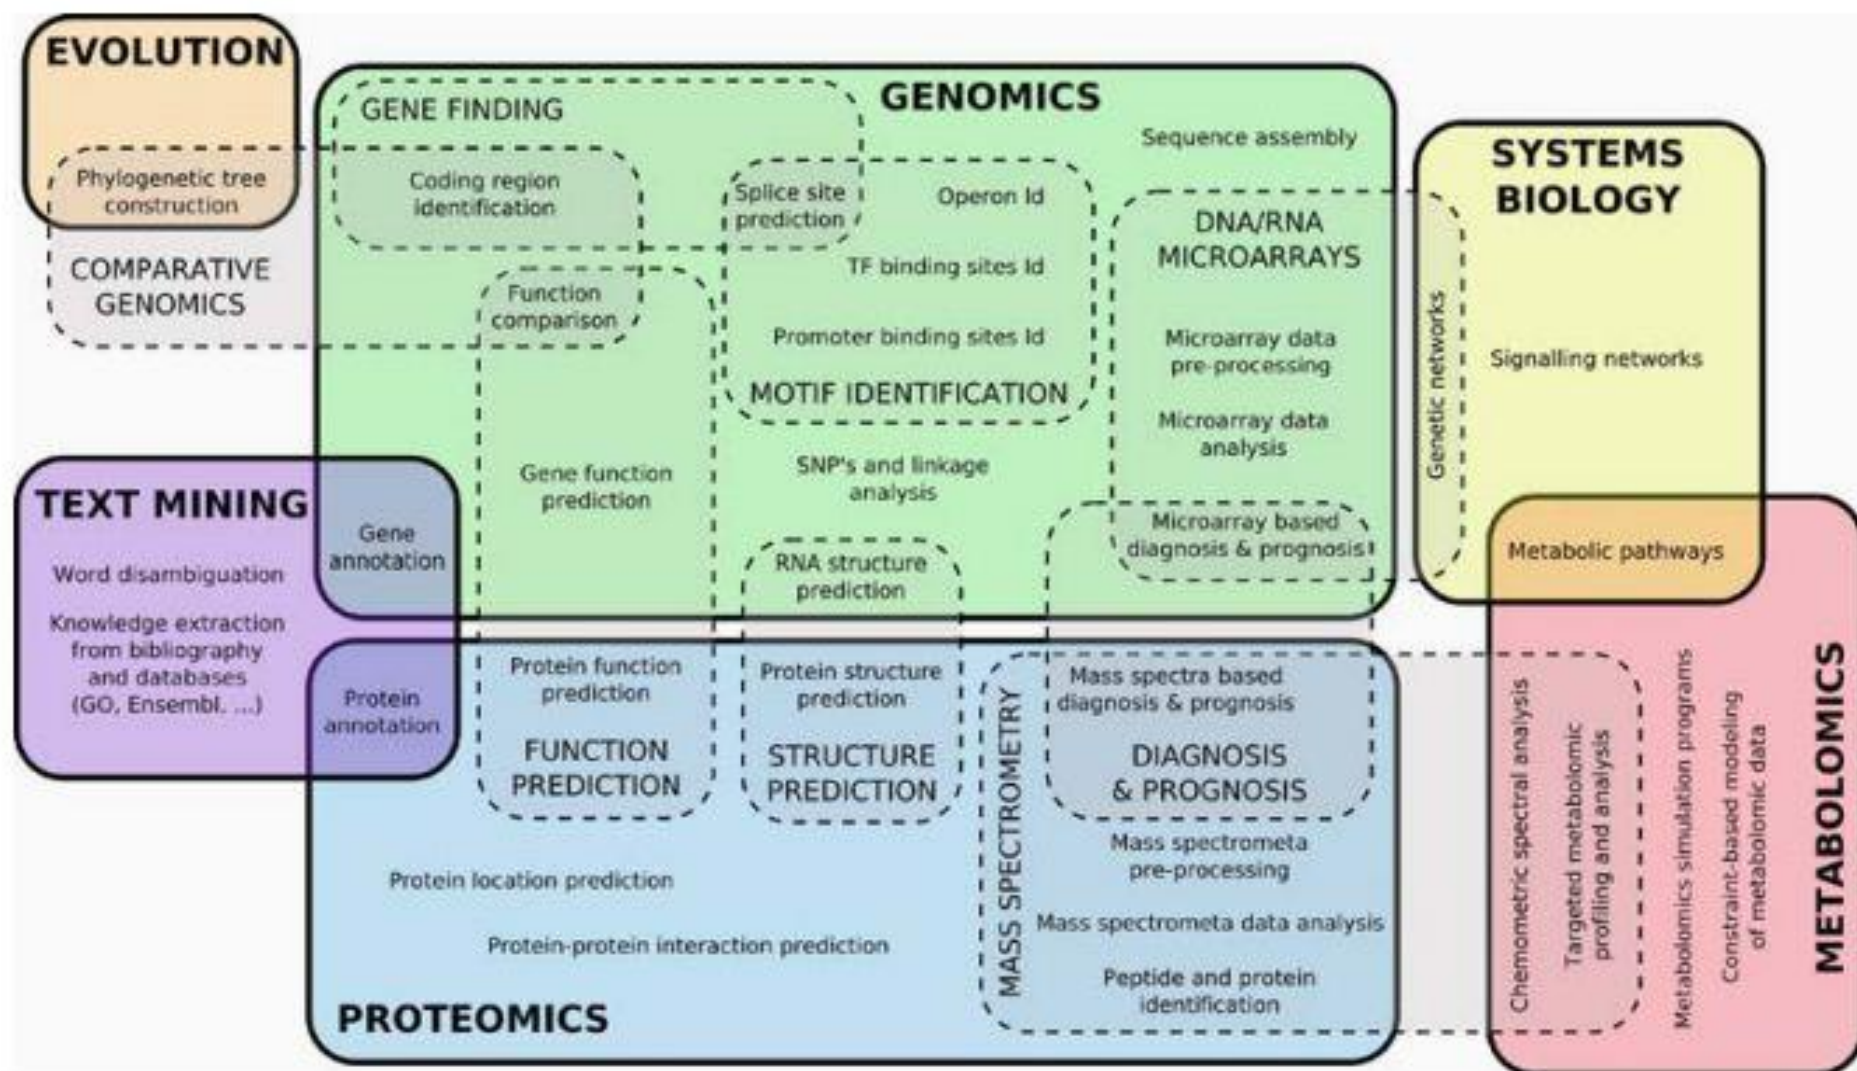 EVOLUTION
Phylogenetic tree
construction
COMPARATIVE
GENOMICS
GENOMICS
GENE FINDING
Coding region
identification
Splice site
prediction
Function
comparison
Operon Id
TF binding sites Id
Promoter binding sites Id
MOTIF IDENTIFICATION
Sequence assembly
DNA/RNA
MICROARRAYS
Microarray data
pre-processing
Microarray data
analysis
Microarray based
diagnosis & prognosis
Genetic networks
SYSTEMS
BIOLOGY
Signalling networks
Metabolic pathways
Gene function
prediction
SNP's and linkage
analysis
RNA structure
prediction
TEXT MINING
Word disambiguation
Knowledge extraction
from bibliography
and databases
(GO, Ensembl. ...)
Gene
annotation
Protein
annotation
Protein function
prediction
FUNCTION
PREDICTION
Protein structure
prediction
STRUCTURE
PREDICTION
MASS SPECTROMETRY
Mass spectra based
diagnosis & prognosis
DIAGNOSIS
& PROGNOSIS
Mass spectrometa
pre-processing
Mass spectrometa data analysis
Peptide and protein
identification
Protein location prediction
Protein-protein interaction prediction
PROTEOMICS
Chemometric spectral analysis
Targeted metabolomic
profiling and analysis
Metabolomics simulation programs
Constraint-based modeling
of metabolomic data
METABOLOMICS